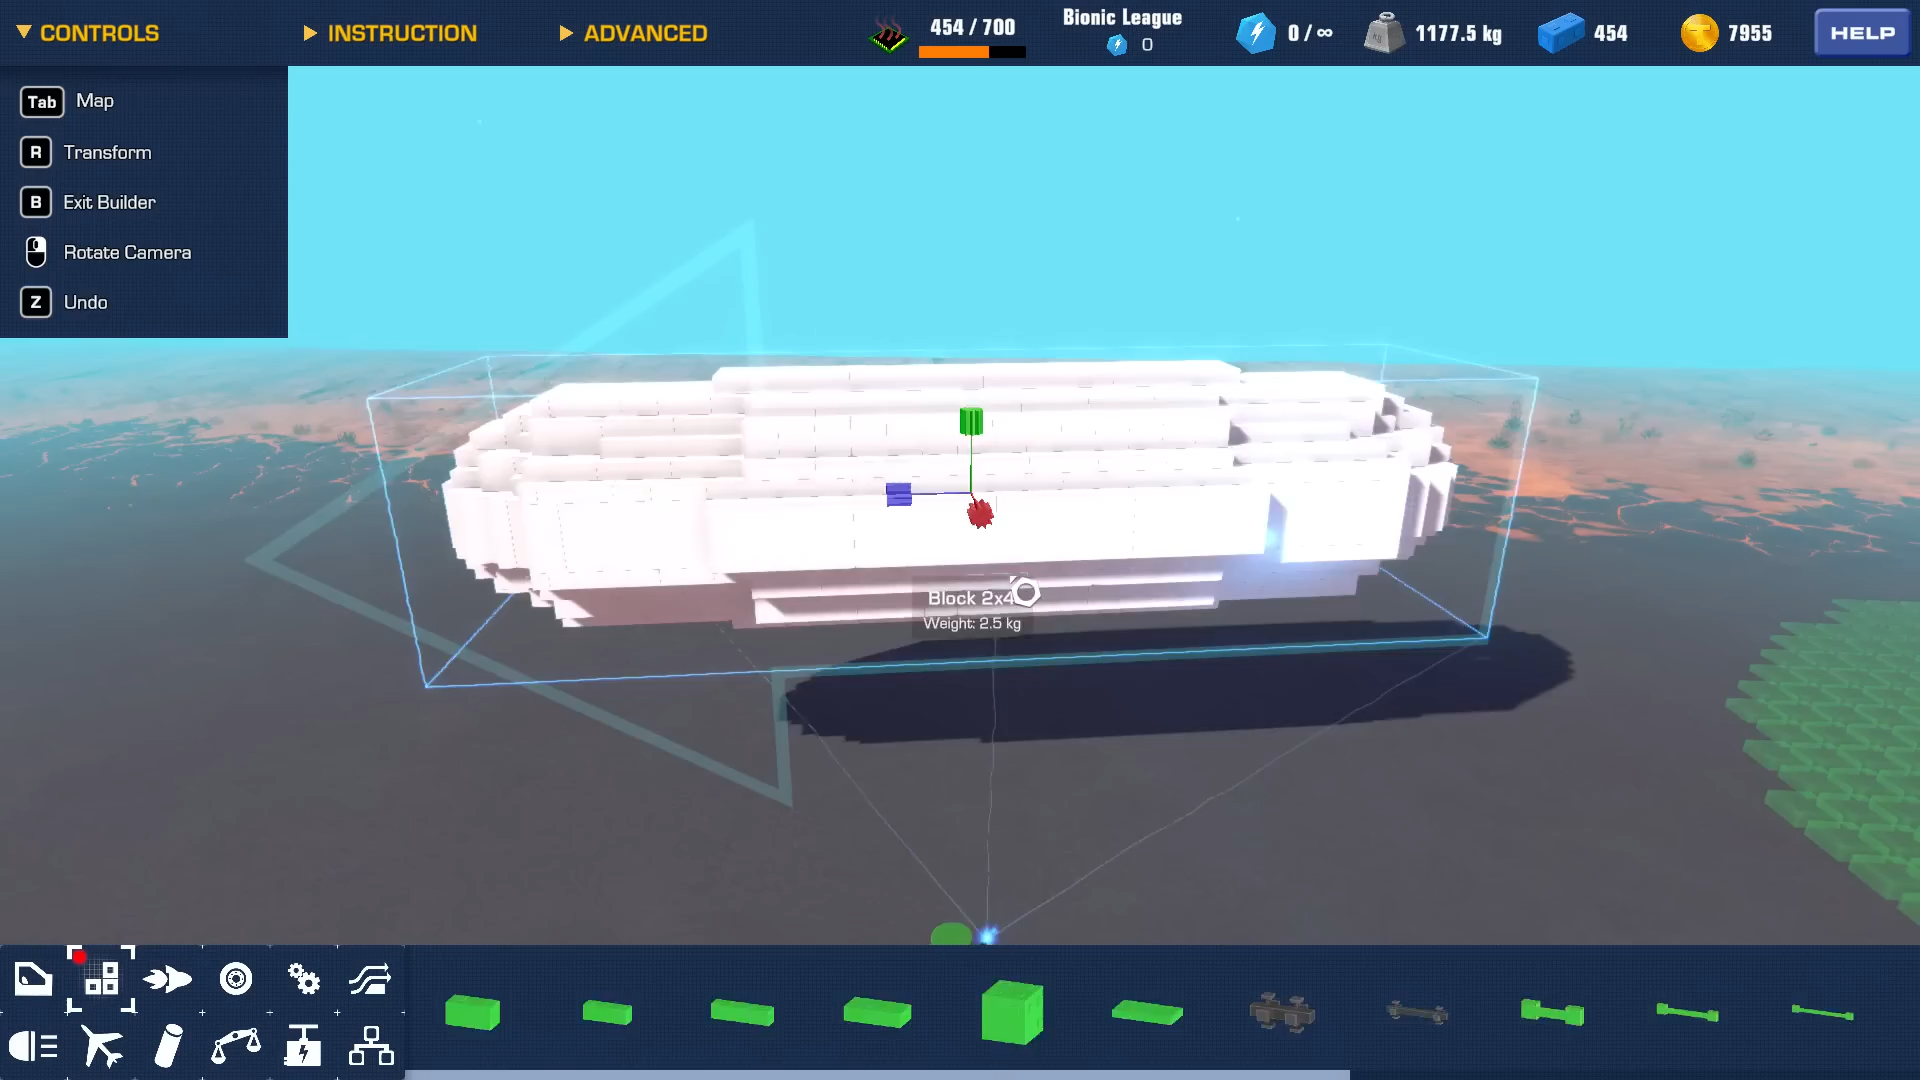 CONTROLS
INSTRUCTION
ADVANCED
454 / 700
Bionic League
0
0 / ∞
1177.5 kg
454
7955
HELP
Tab Map
R Transform
B Exit Builder
Rotate Camera
Z Undo
Block 2x4
Weight: 2.5 kg